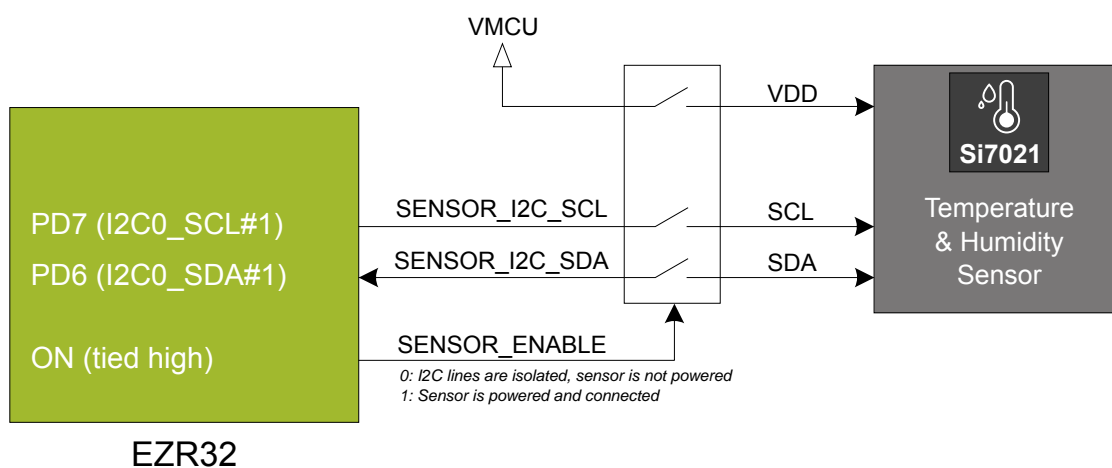 VMCU
VDD
Si7021
PD7 (I2C0_SCL#1)
SENSOR_I2C_SCL
SCL
Temperature
& Humidity
Sensor
PD6 (I2C0_SDA#1)
SENSOR_I2C_SDA
SDA
ON (tied high)
SENSOR_ENABLE
0: I2C lines are isolated, sensor is not powered
1: Sensor is powered and connected
EZR32